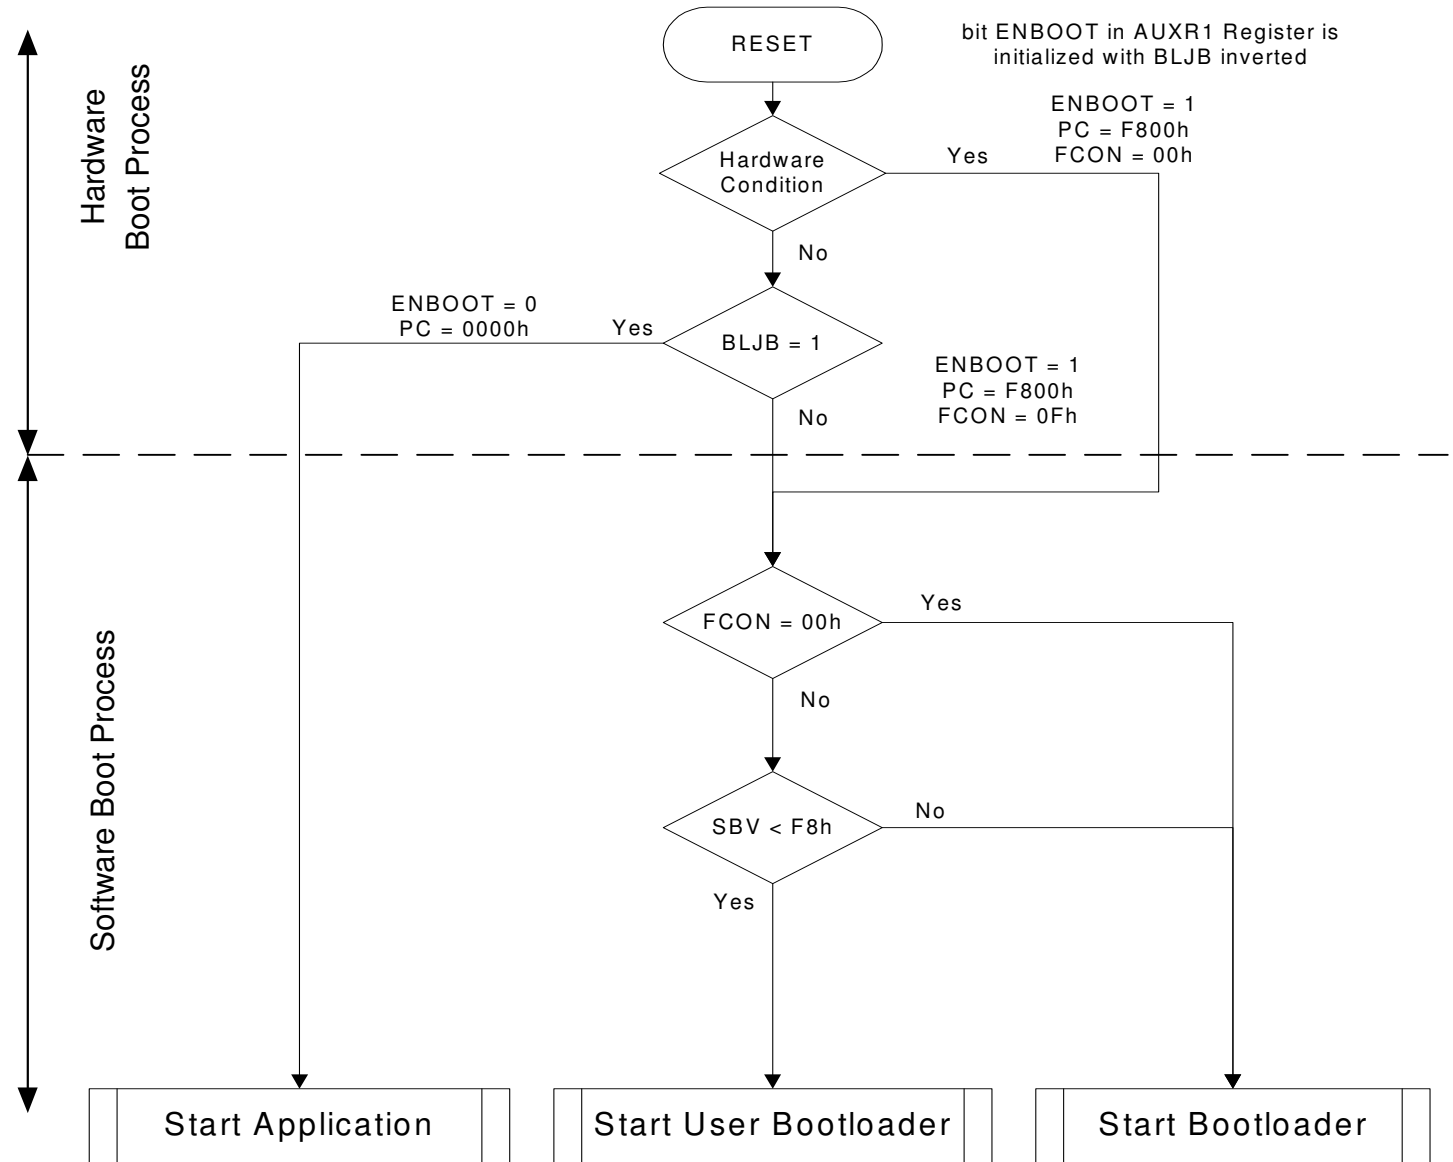 RESET
bit ENBOOT in AUXR1 Register is
initialized with BLJB inverted
Hardware
Boot Process
ENBOOT = 1
PC = F800h
FCON = 00h
Hardware
Condition
Yes
No
ENBOOT = 0
PC = 0000h
Yes
BLJB = 1
ENBOOT = 1
PC = F800h
FCON = 0Fh
No
Software Boot Process
FCON = 00h
Yes
No
SBV < F8h
No
Yes
Start Application
Start User Bootloader
Start Bootloader